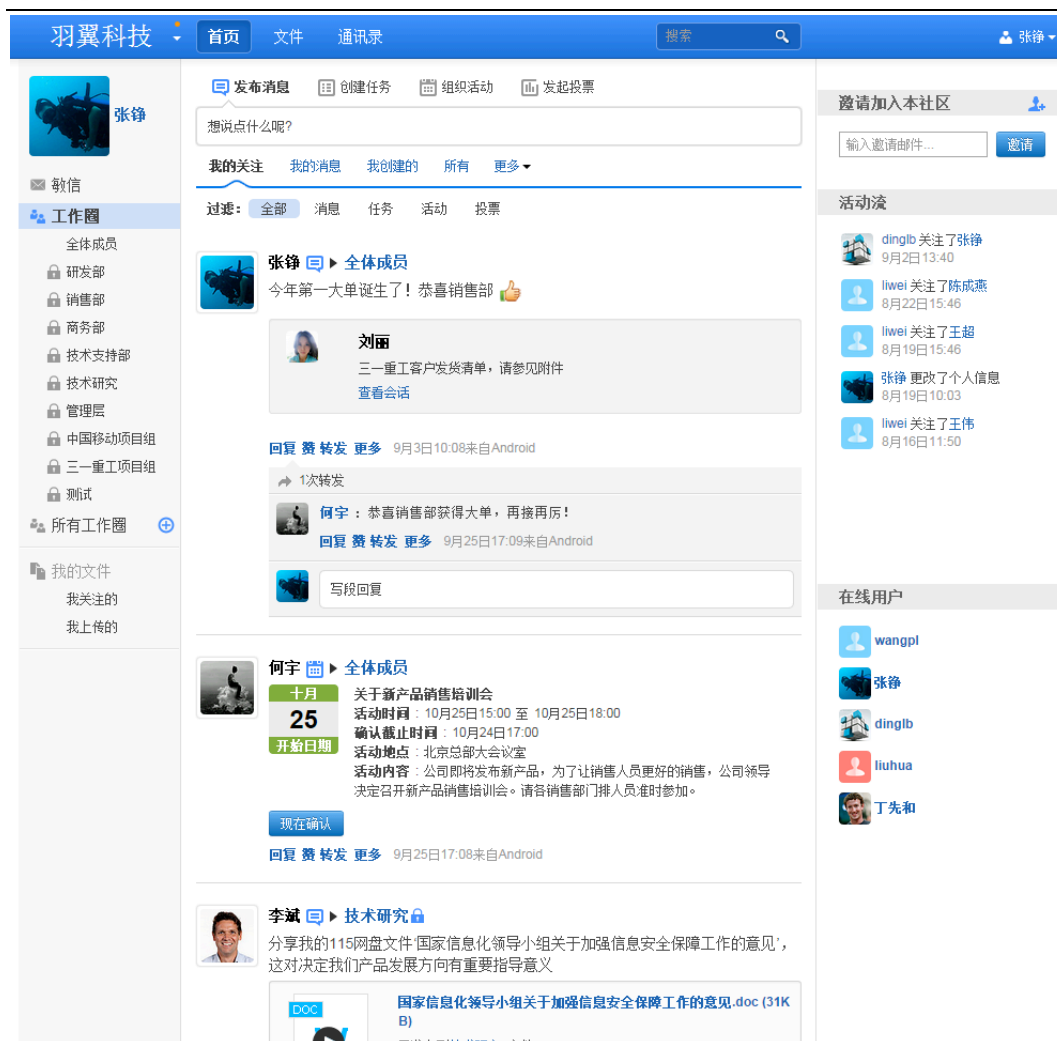 羽翼科技 首页 文件 通讯录 搜索 张铮
张铮
敏信
工作圈
全体成员
研发部
销售部
商务部
技术支持部
技术研究
管理层
中国移动项目组
三一重工项目组
测试
所有工作圈
我的文件
我关注的
我上传的
发布消息 创建任务 组织活动 发起投票
想说点什么呢?
我的关注 我的消息 我创建的 所有 更多
过滤: 全部 消息 任务 活动 投票
张铮 全体成员
今年第一大单诞生了!恭喜销售部
刘丽
三一重工客户发货清单,请参见附件
查看会话
回复 赞 转发 更多 9月3日10:08来自Android
1次转发
何宇 : 恭喜销售部获得大单,再接再厉!
回复 赞 转发 更多 9月25日17:09来自Android
写段回复
何宇 全体成员
十月
25
开始日期
关于新产品销售培训会
活动时间:10月25日15:00 至 10月25日18:00
确认截止时间:10月24日17:00
活动地点:北京总部大会议室
活动内容:公司即将发布新产品,为了让销售人员更好的销售,公司领导
决定召开新产品销售培训会。请各销售部门排人员准时参加。
现在确认
回复 赞 转发 更多 9月25日17:08来自Android
李斌 技术研究
分享我的115网盘文件'国家信息化领导小组关于加强信息安全保障工作的意见',
这对决定我们产品发展方向有重要指导意义
DOC
国家信息化领导小组关于加强信息安全保障工作的意见.doc (31K
B)
邀请加入本社区
输入邀请邮件... 邀请
活动流
dinglb 关注了张铮
9月2日13:40
liwei 关注了陈成燕
8月22日15:46
liwei 关注了王超
8月19日15:46
张铮 更改了个人信息
8月19日10:03
liwei 关注了王伟
8月16日11:50
在线用户
wangpl
张铮
dinglb
liuhua
丁先和